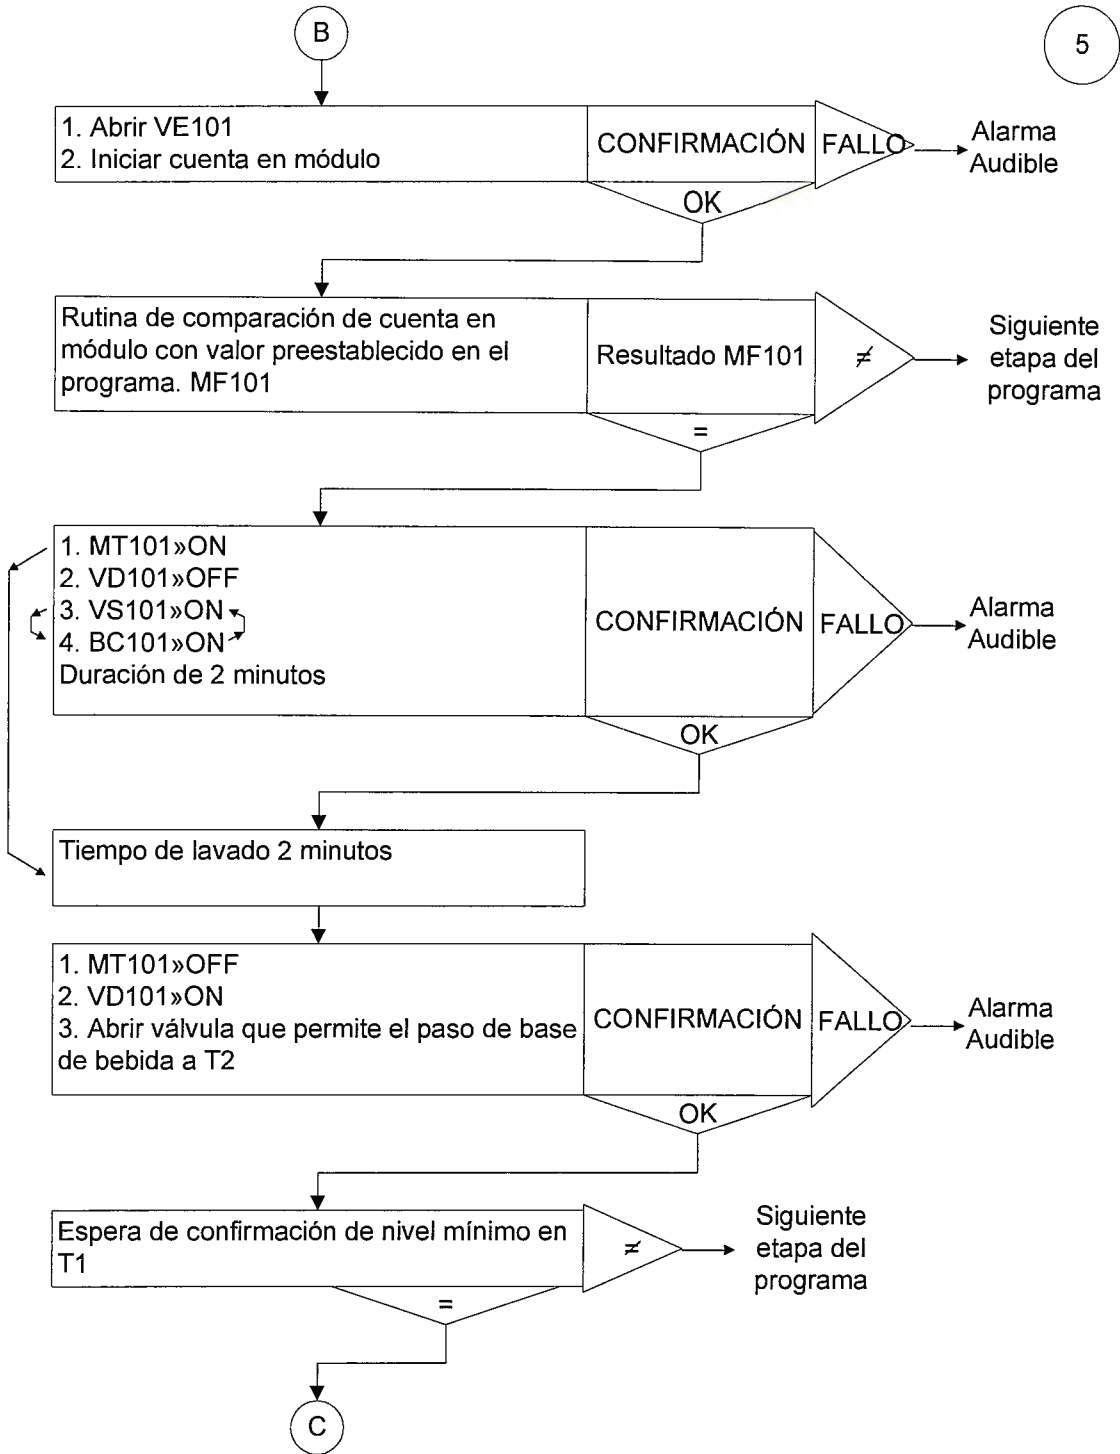 B
5
1. Abrir VE101
2. Iniciar cuenta en módulo
CONFIRMACIÓN
FALLO
Alarma
Audible
OK
Rutina de comparación de cuenta en
módulo con valor preestablecido en el
programa. MF101
Resultado MF101
≠
Siguiente
etapa del
programa
=
1. MT101»ON
2. VD101»OFF
3. VS101»ON
4. BC101»ON
Duración de 2 minutos
CONFIRMACIÓN
FALLO
Alarma
Audible
OK
Tiempo de lavado 2 minutos
1. MT101»OFF
2. VD101»ON
3. Abrir válvula que permite el paso de base
de bebida a T2
CONFIRMACIÓN
FALLO
Alarma
Audible
OK
Espera de confirmación de nivel mínimo en
T1
≠
Siguiente
etapa del
programa
=
C